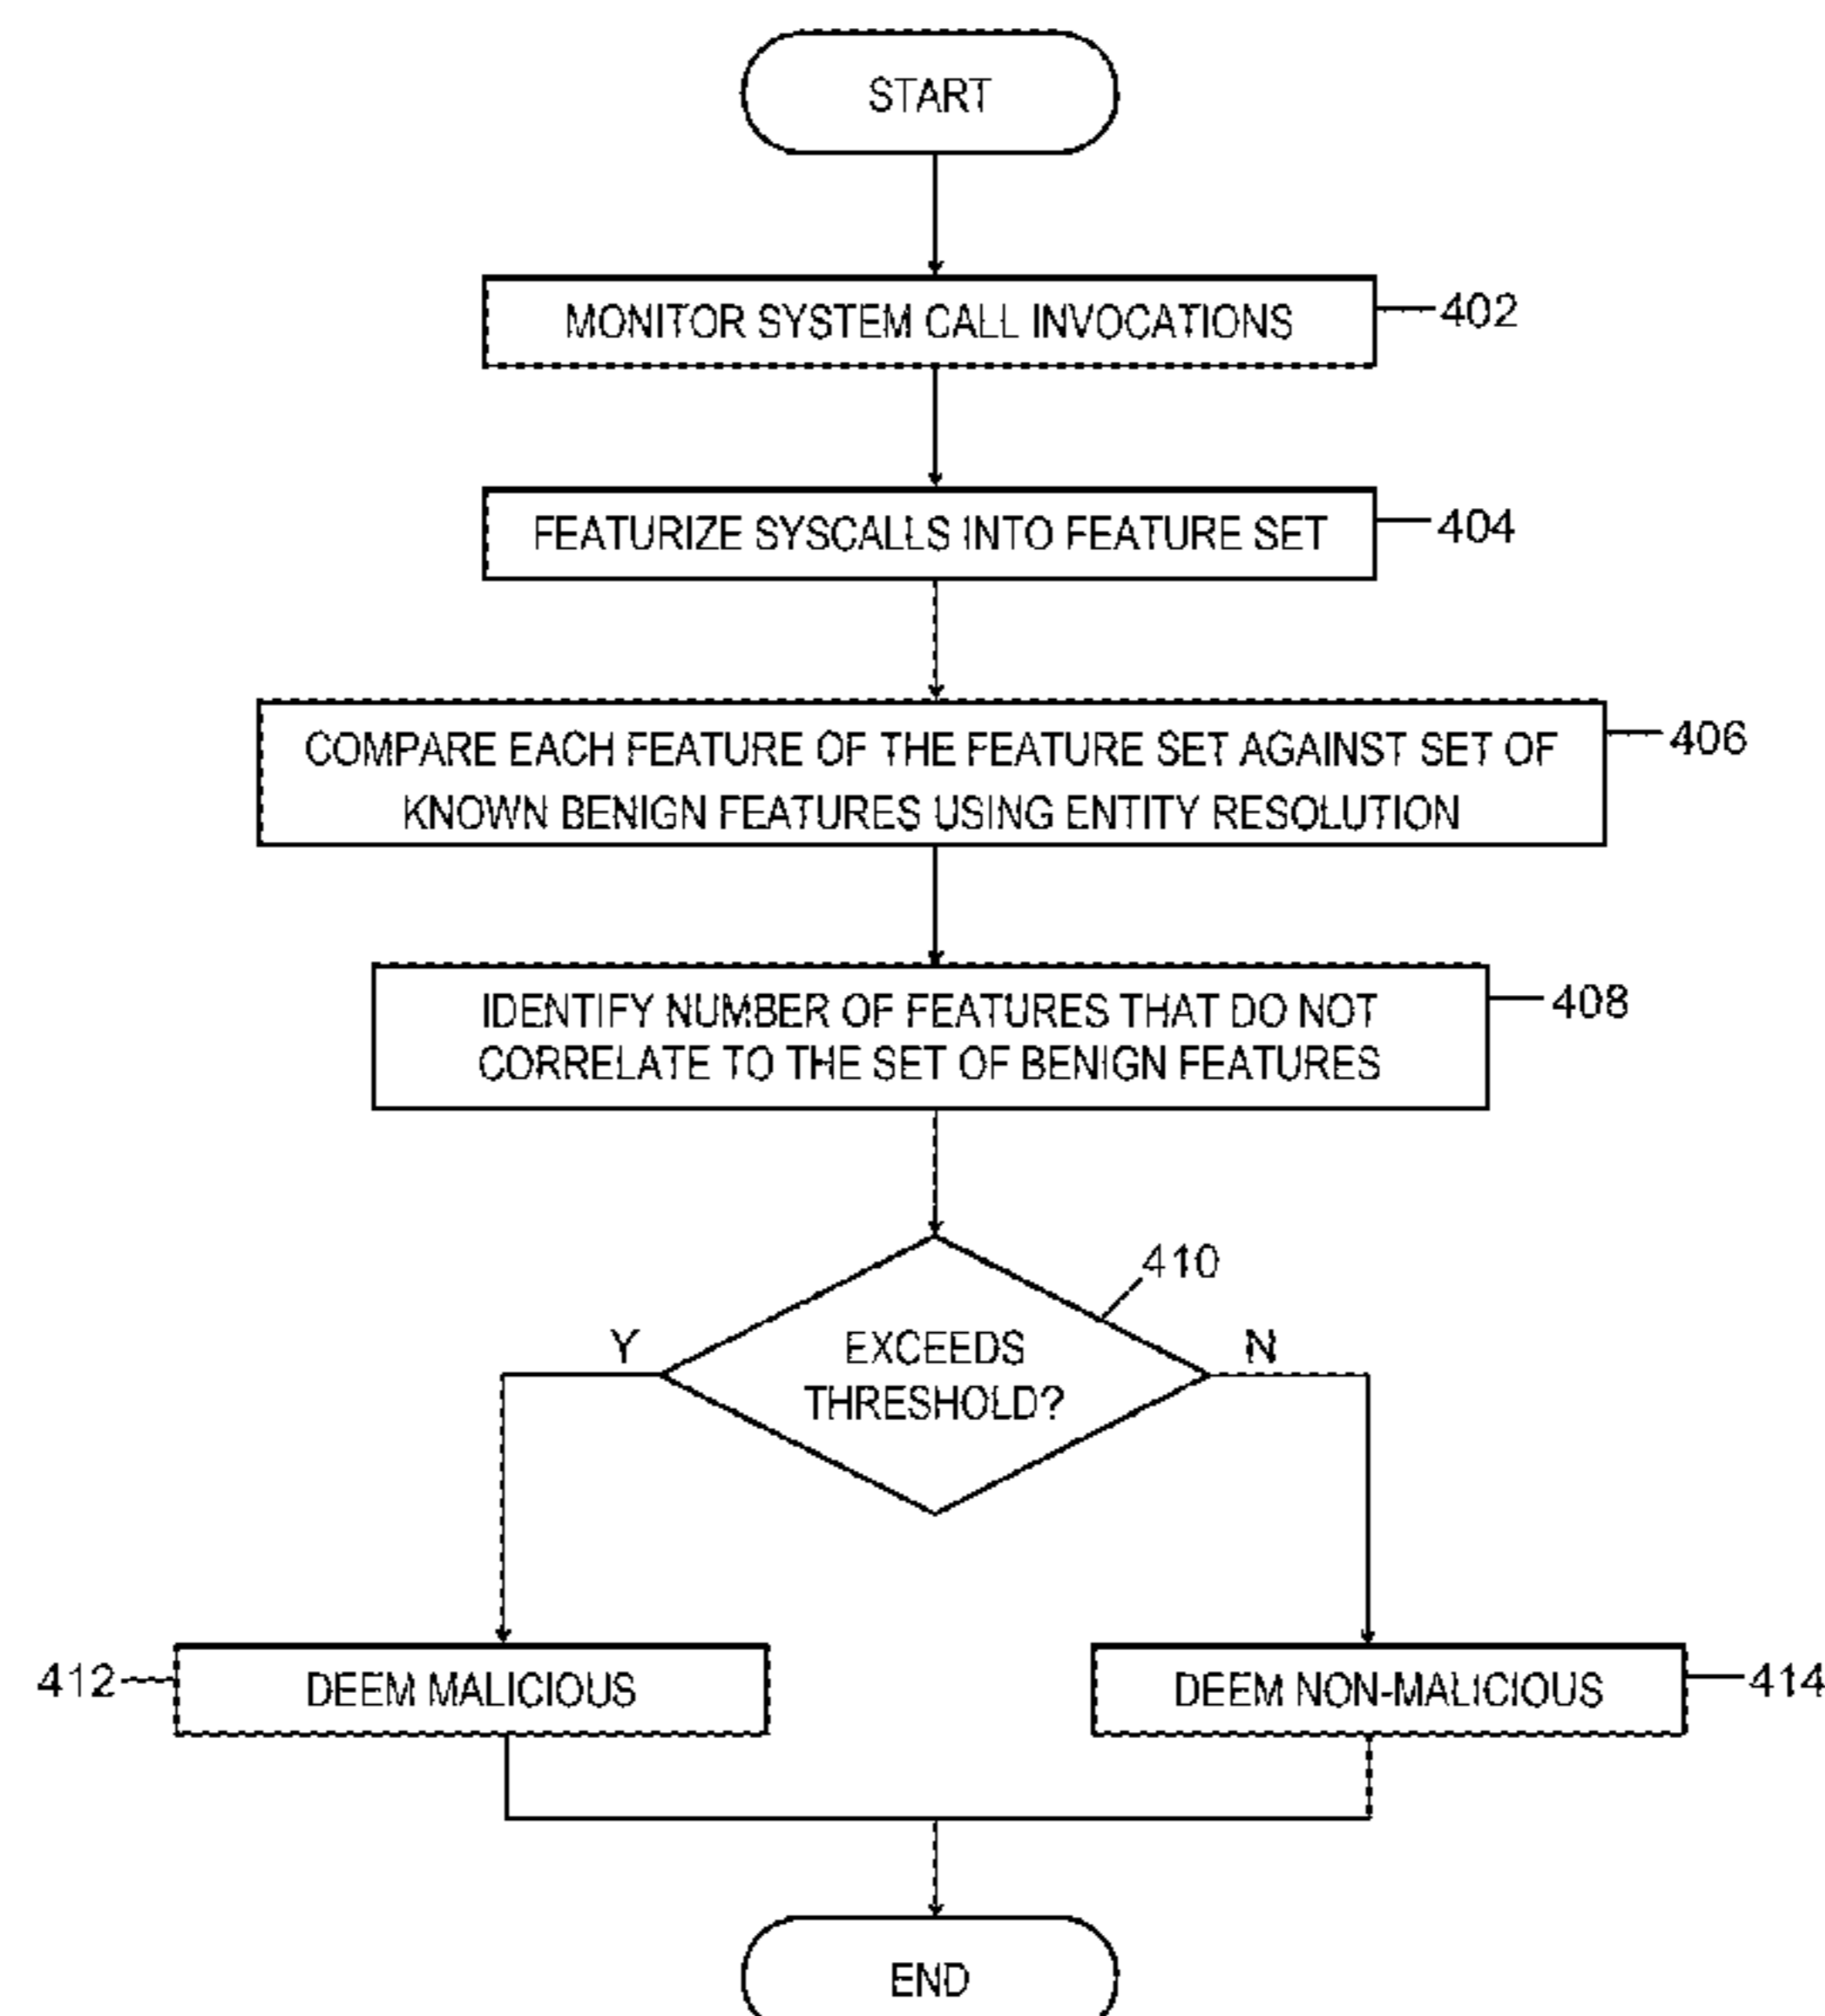 START
MONITOR SYSTEM CALL INVOCATIONS
402
FEATURIZE SYSCALLS INTO FEATURE SET
404
COMPARE EACH FEATURE OF THE FEATURE SET AGAINST SET OF
KNOWN BENIGN FEATURES USING ENTITY RESOLUTION
406
IDENTIFY NUMBER OF FEATURES THAT DO NOT
CORRELATE TO THE SET OF BENIGN FEATURES
408
410
Y
EXCEEDS
THRESHOLD?
N
412
DEEM MALICIOUS
DEEM NON-MALICIOUS
414
END